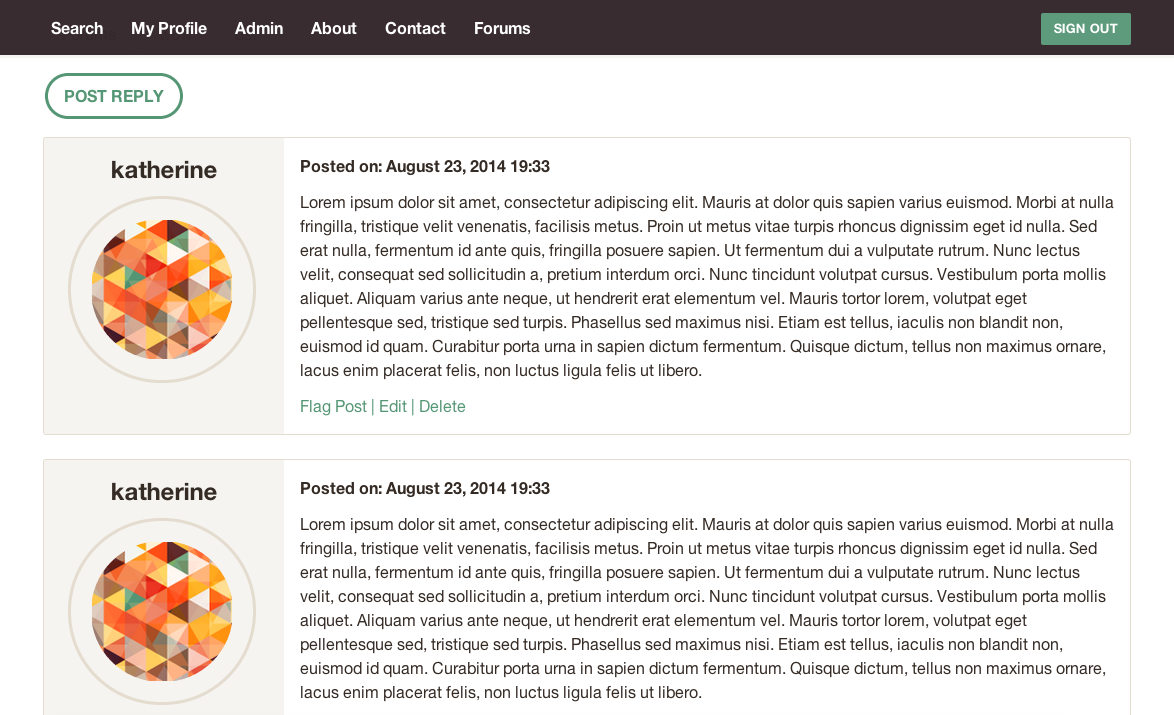 Search My Profile Admin About Contact Forums SIGN OUT
POST REPLY
katherine
Posted on: August 23, 2014 19:33
Lorem ipsum dolor sit amet, consectetur adipiscing elit. Mauris at dolor quis sapien varius euismod. Morbi at nulla
fringilla, tristique velit venenatis, facilisis metus. Proin ut metus vitae turpis rhoncus dignissim eget id nulla. Sed
erat nulla, fermentum id ante quis, fringilla posuere sapien. Ut fermentum dui a vulputate rutrum. Nunc lectus
velit, consequat sed sollicitudin a, pretium interdum orci. Nunc tincidunt volutpat cursus. Vestibulum porta mollis
aliquet. Aliquam varius ante neque, ut hendrerit erat elementum vel. Mauris tortor lorem, volutpat eget
pellentesque sed, tristique sed turpis. Phasellus sed maximus nisi. Etiam est tellus, iaculis non blandit non,
euismod id quam. Curabitur porta urna in sapien dictum fermentum. Quisque dictum, tellus non maximus ornare,
lacus enim placerat felis, non luctus ligula felis ut libero.
Flag Post | Edit | Delete
katherine
Posted on: August 23, 2014 19:33
Lorem ipsum dolor sit amet, consectetur adipiscing elit. Mauris at dolor quis sapien varius euismod. Morbi at nulla
fringilla, tristique velit venenatis, facilisis metus. Proin ut metus vitae turpis rhoncus dignissim eget id nulla. Sed
erat nulla, fermentum id ante quis, fringilla posuere sapien. Ut fermentum dui a vulputate rutrum. Nunc lectus
velit, consequat sed sollicitudin a, pretium interdum orci. Nunc tincidunt volutpat cursus. Vestibulum porta mollis
aliquet. Aliquam varius ante neque, ut hendrerit erat elementum vel. Mauris tortor lorem, volutpat eget
pellentesque sed, tristique sed turpis. Phasellus sed maximus nisi. Etiam est tellus, iaculis non blandit non,
euismod id quam. Curabitur porta urna in sapien dictum fermentum. Quisque dictum, tellus non maximus ornare,
lacus enim placerat felis, non luctus ligula felis ut libero.